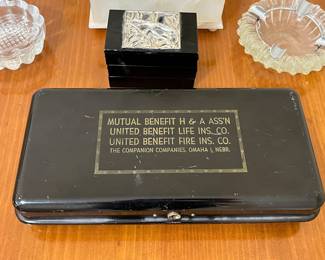 MUTUAL BENEFIT H & A ASS'N
UNITED BENEFIT LIFE INS. CO.
UNITED BENEFIT FIRE INS. CO.
THE COMPANION COMPANIES, OMAHA 1, NEBR.